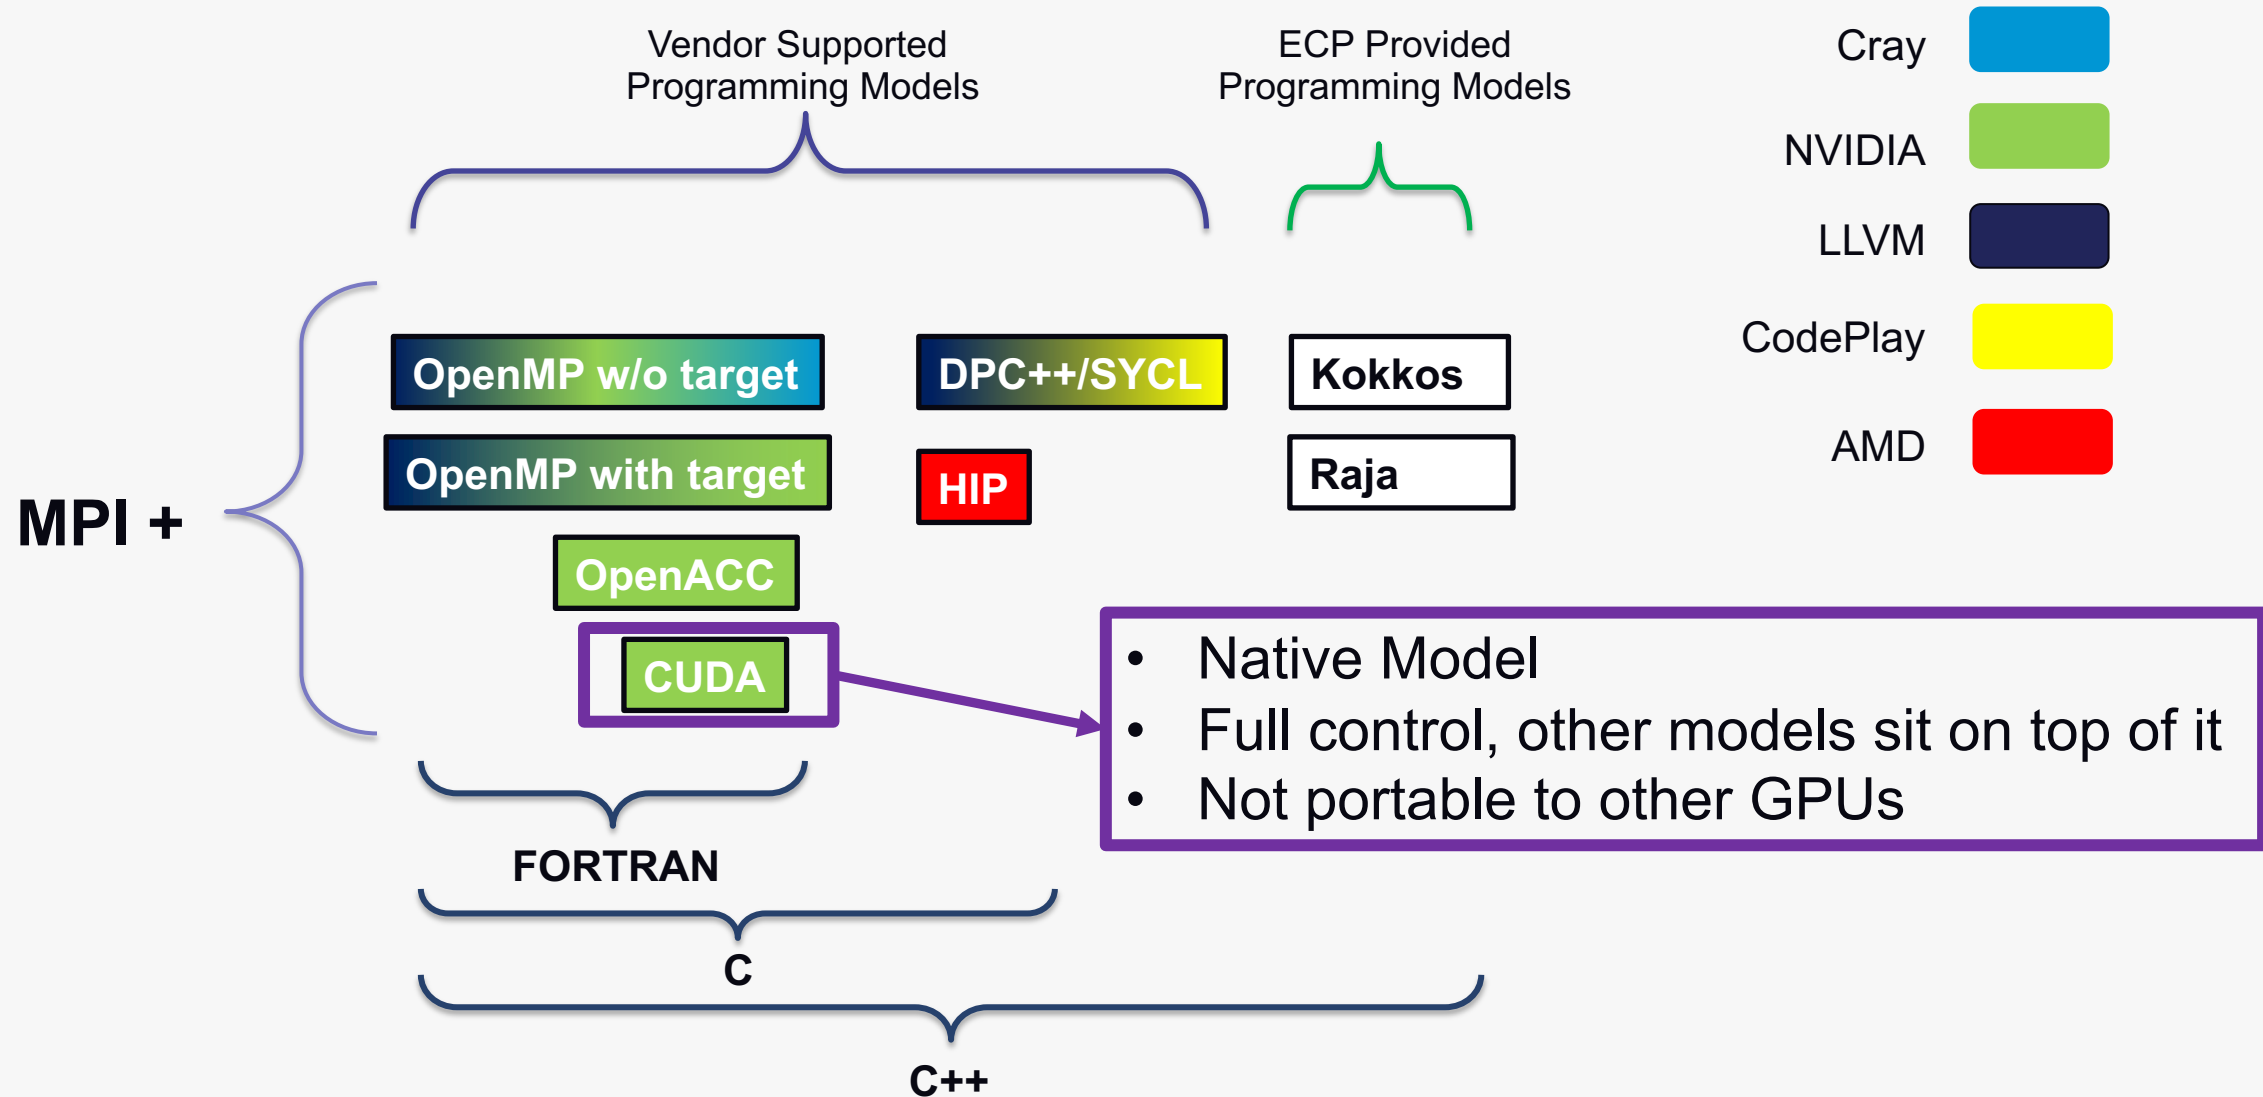 Vendor Supported
Programming Models
ECP Provided
Programming Models
Cray
NVIDIA
LLVM
CodePlay
AMD
MPI +
OpenMP w/o target
DPC++/SYCL
Kokkos
OpenMP with target
HIP
Raja
OpenACC
CUDA
• Native Model
• Full control, other models sit on top of it
• Not portable to other GPUs
FORTRAN
C
C++